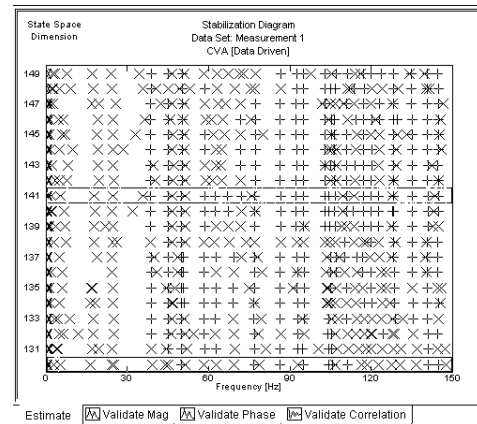 State Space
Dimension
Stabilization Diagram
Data Set: Measurement 1
CVA [Data Driven]
149
147
145
143
141
139
137
135
133
131
0 30 60 90 120 150
Frequency [Hz]
Estimate Validate Mag Validate Phase Validate Correlation